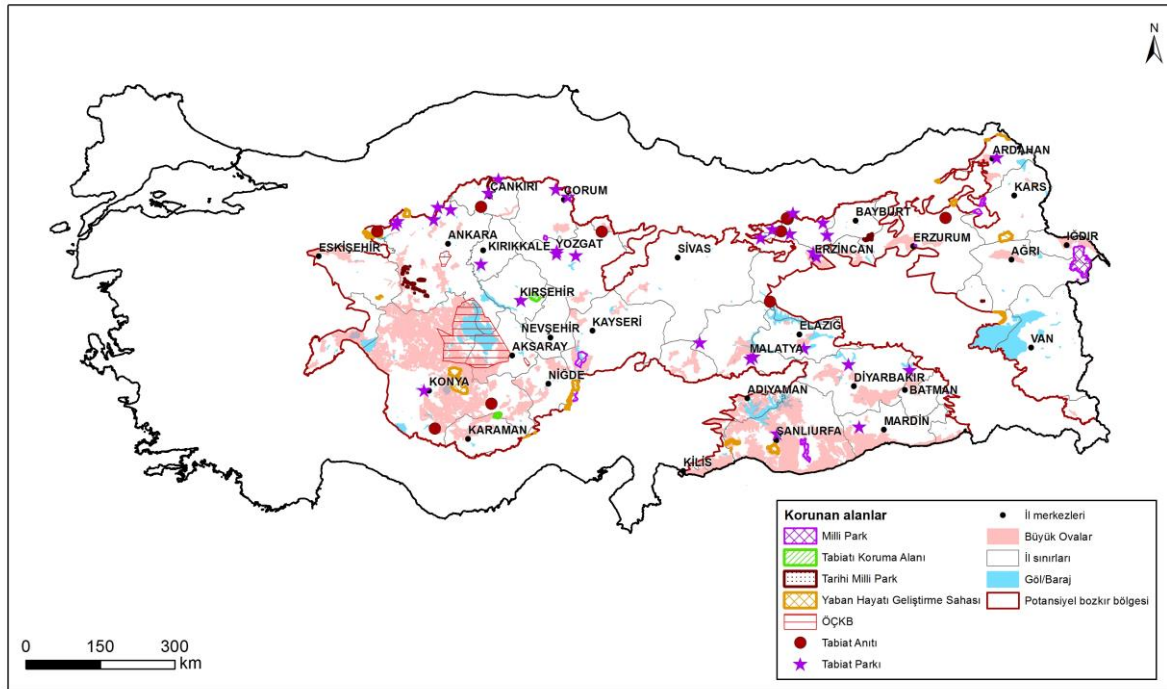 N
ARDAHAN
KARS
ÇANKIRI
ÇORUM
BAYBURT
ANKARA
KIRIKKALE
YOZGAT
ESKİŞEHİR
SİVAS
ERZİNCAN
ERZURUM
IĞDIR
AĞRI
KIRŞEHİR
NEVŞEHİR
KAYSERİ
ELAZIĞ
VAN
AKSARAY
MALATYA
KONYA
NİĞDE
ADIYAMAN
DİYARBAKIR
BATMAN
KARAMAN
ŞANLIURFA
MARDİN
KİLİS
Korunan alanlar
Milli Park
Tabiatı Koruma Alanı
Tarihi Milli Park
Yaban Hayatı Geliştirme Sahası
ÖÇKB
Tabiat Anıtı
Tabiat Parkı
İl merkezleri
Büyük Ovalar
İl sınırları
Göl/Baraj
Potansiyel bozkır bölgesi
0 150 300
km